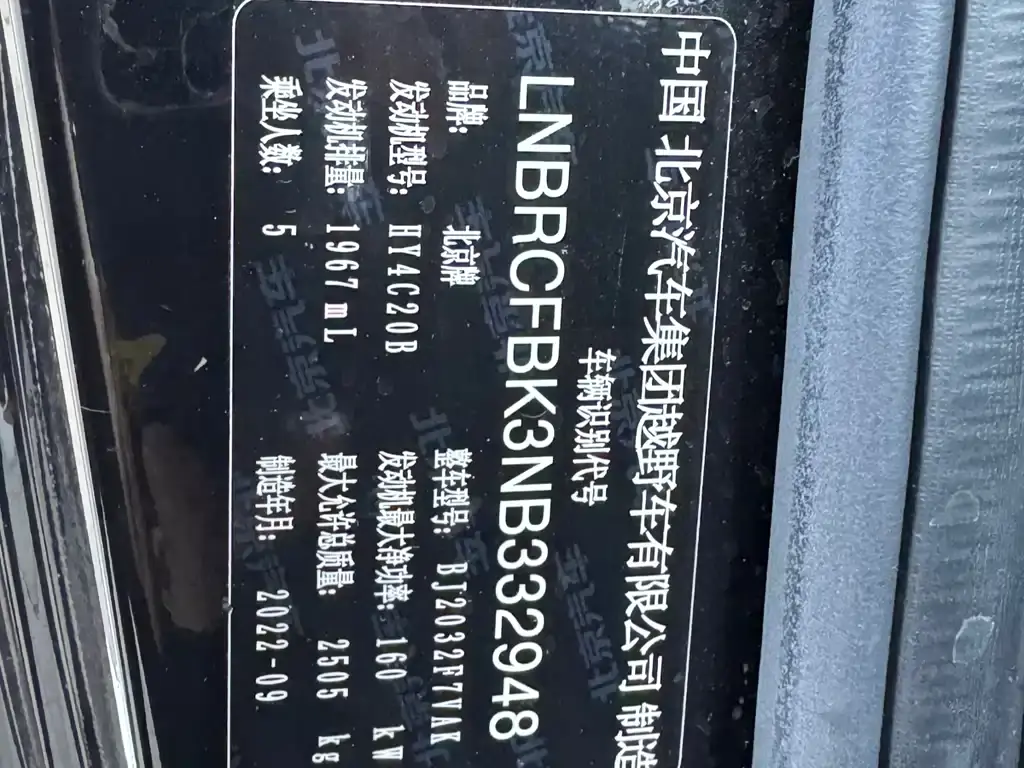 中国 北京汽车集团越野车有限公司 制造
车辆识别代号
LNBRCFBK3NB332948
品牌: 北京牌 整车型号: BJ2032F7VAK
发动机型号: HY4C20B 发动机最大净功率: 160 kW
发动机排量: 1967 mL 最大允许总质量: 2505 kg
乘坐人数: 5 制造年月: 2022-09